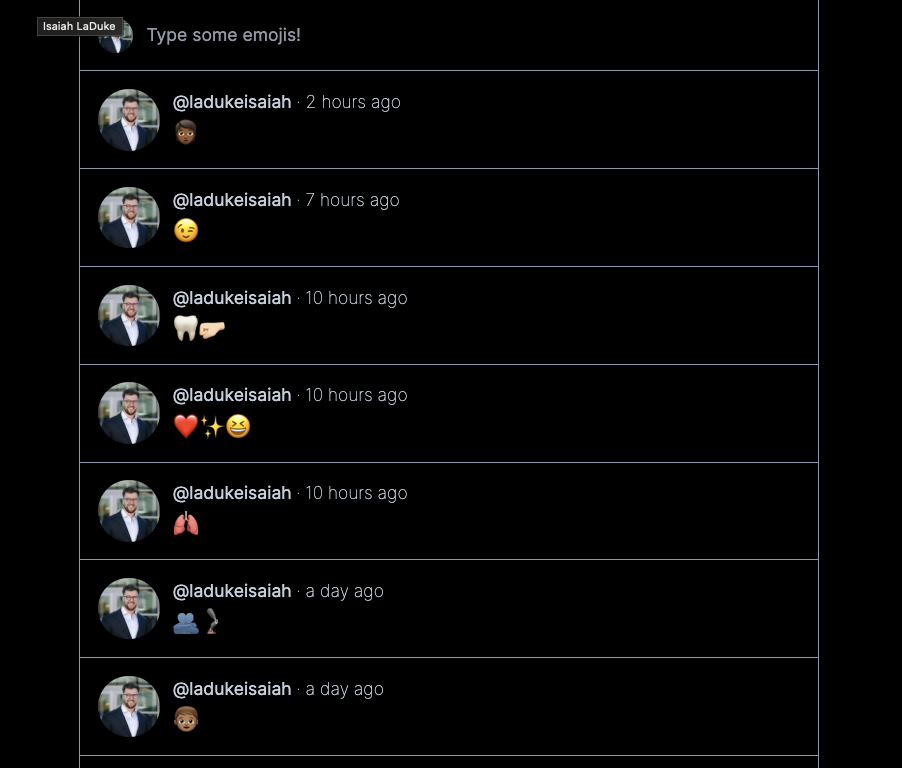 Isaiah LaDuke
Type some emojis!
@ladukeisaiah · 2 hours ago
@ladukeisaiah · 7 hours ago
@ladukeisaiah · 10 hours ago
@ladukeisaiah · 10 hours ago
@ladukeisaiah · 10 hours ago
@ladukeisaiah · a day ago
@ladukeisaiah · a day ago